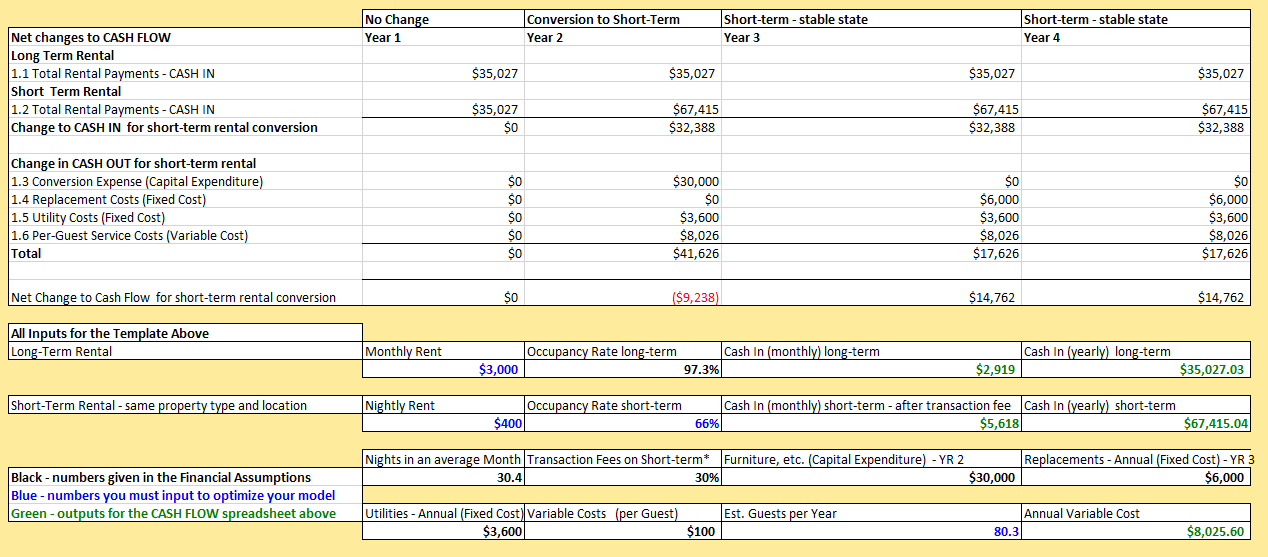 No Change Conversion to Short-Term Short-term - stable state Short-term - stable state
Net changes to CASH FLOW Year 1 Year 2 Year 3 Year 4
Long Term Rental
1.1 Total Rental Payments - CASH IN $35,027 $35,027 $35,027 $35,027
Short Term Rental
1.2 Total Rental Payments - CASH IN $35,027 $67,415 $67,415 $67,415
Change to CASH IN for short-term rental conversion $0 $32,388 $32,388 $32,388
Change in CASH OUT for short-term rental
1.3 Conversion Expense (Capital Expenditure) $0 $30,000 $0 $0
1.4 Replacement Costs (Fixed Cost) $0 $0 $6,000 $6,000
1.5 Utility Costs (Fixed Cost) $0 $3,600 $3,600 $3,600
1.6 Per-Guest Service Costs (Variable Cost) $0 $8,026 $8,026 $8,026
Total $0 $41,626 $17,626 $17,626
Net Change to Cash Flow for short-term rental conversion $0 ($9,238) $14,762 $14,762
All Inputs for the Template Above
Long-Term Rental Monthly Rent Occupancy Rate long-term Cash In (monthly) long-term Cash In (yearly) long-term
$3,000 97.3% $2,919 $35,027.03
Short-Term Rental - same property type and location Nightly Rent Occupancy Rate short-term Cash In (monthly) short-term - after transaction fee Cash In (yearly) short-term
$400 66% $5,618 $67,415.04
Nights in an average Month Transaction Fees on Short-term* Furniture, etc. (Capital Expenditure) - YR 2 Replacements - Annual (Fixed Cost) - YR 3
Black - numbers given in the Financial Assumptions 30.4 30% $30,000 $6,000
Blue - numbers you must input to optimize your model
Green - outputs for the CASH FLOW spreadsheet above Utilities - Annual (Fixed Cost) Variable Costs (per Guest) Est. Guests per Year Annual Variable Cost
$3,600 $100 80.3 $8,025.60